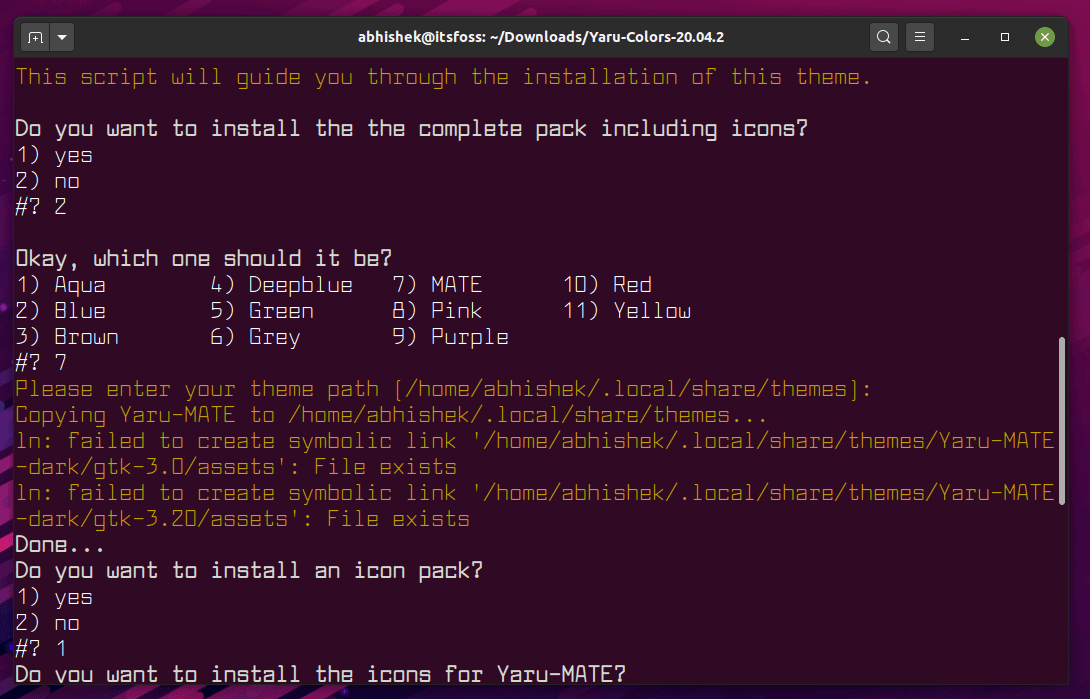 abhishek@itsfoss: ~/Downloads/Yaru-Colors-20.04.2
This script will guide you through the installation of this theme.
Do you want to install the the complete pack including icons?
1) yes
2) no
#? 2
Okay, which one should it be?
1) Aqua 4) Deepblue 7) MATE 10) Red
2) Blue 5) Green 8) Pink 11) Yellow
3) Brown 6) Grey 9) Purple
#? 7
Please enter your theme path [/home/abhishek/.local/share/themes]:
Copying Yaru-MATE to /home/abhishek/.local/share/themes...
ln: failed to create symbolic link '/home/abhishek/.local/share/themes/Yaru-MATE
-dark/gtk-3.0/assets': File exists
ln: failed to create symbolic link '/home/abhishek/.local/share/themes/Yaru-MATE
-dark/gtk-3.20/assets': File exists
Done...
Do you want to install an icon pack?
1) yes
2) no
#? 1
Do you want to install the icons for Yaru-MATE?